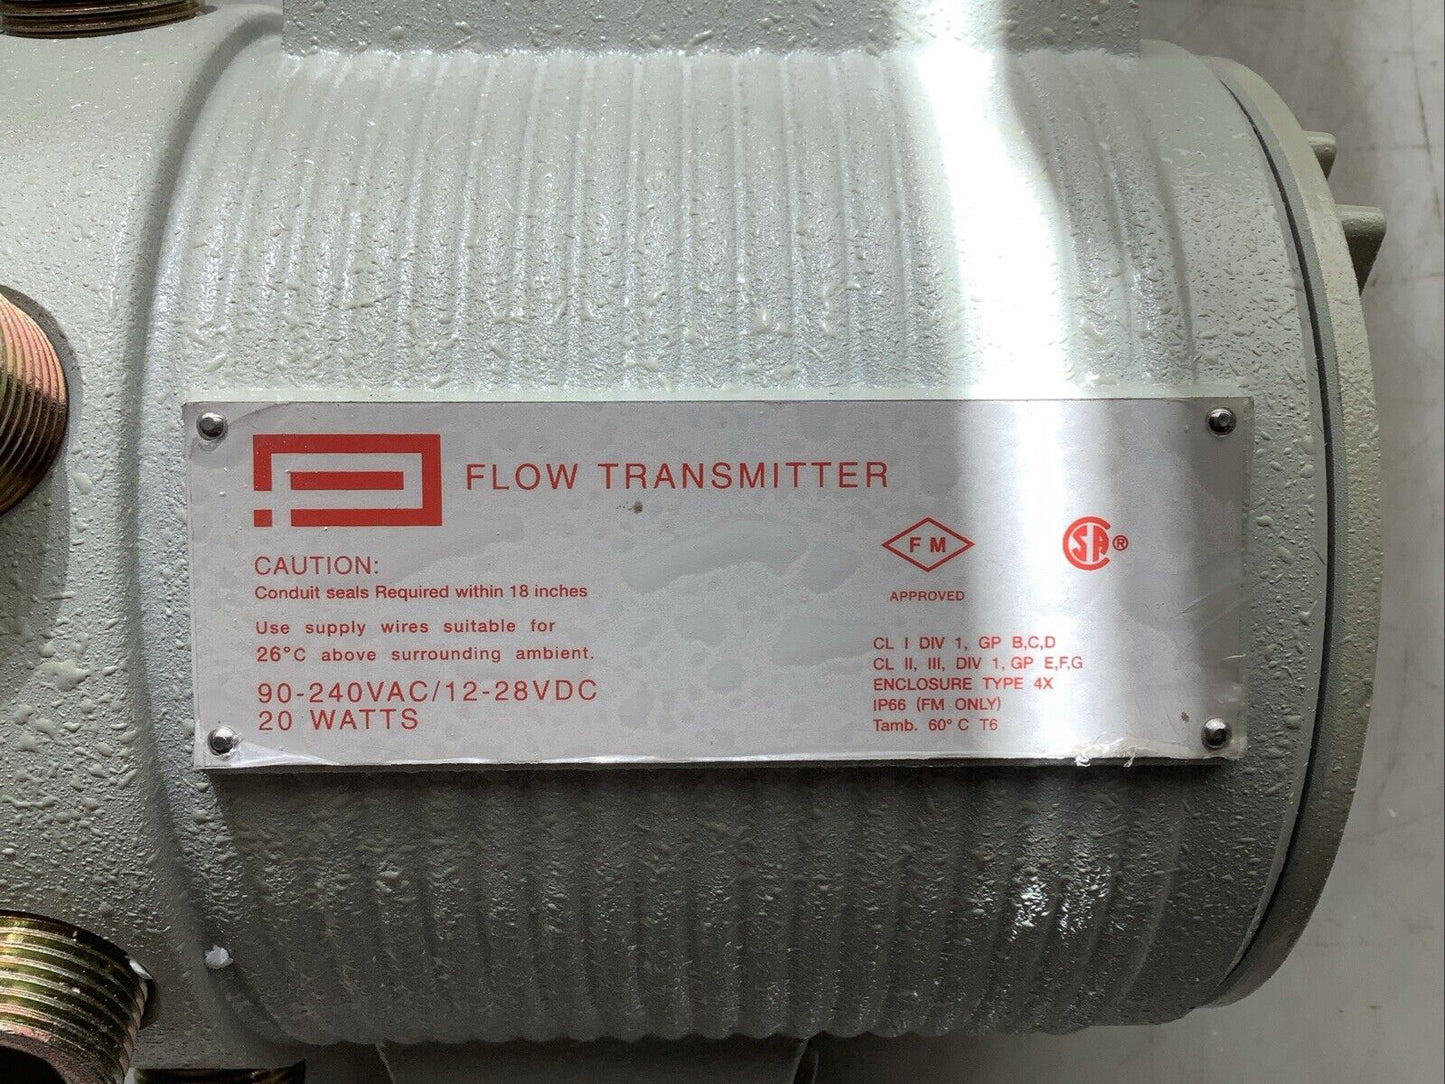 FLOW TRANSMITTER
CAUTION:
Conduit seals Required within 18 inches
Use supply wires suitable for
26°C above surrounding ambient.
90-240VAC/12-28VDC
20 WATTS
FM
APPROVED
SA®
CL I DIV 1, GP B,C,D
CL II, III, DIV 1, GP E,F,G
ENCLOSURE TYPE 4X
IP66 (FM ONLY)
Tamb. 60° C T6